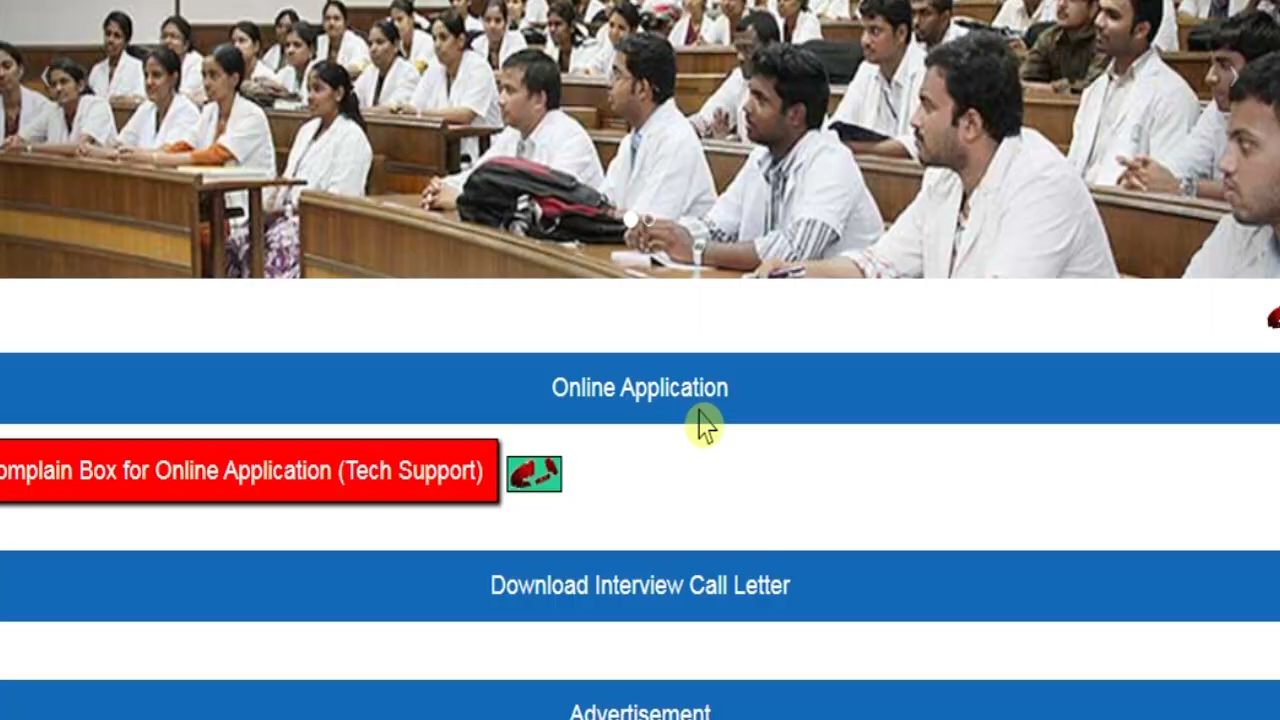 Online Application
omplain Box for Online Application (Tech Support)
Download Interview Call Letter
Advertisement